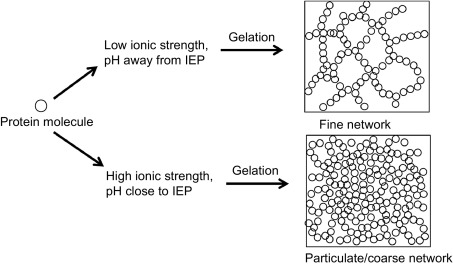 Low ionic strength,
pH away from IEP
Gelation
Fine network
Protein molecule
High ionic strength,
pH close to IEP
Gelation
Particulate/coarse network